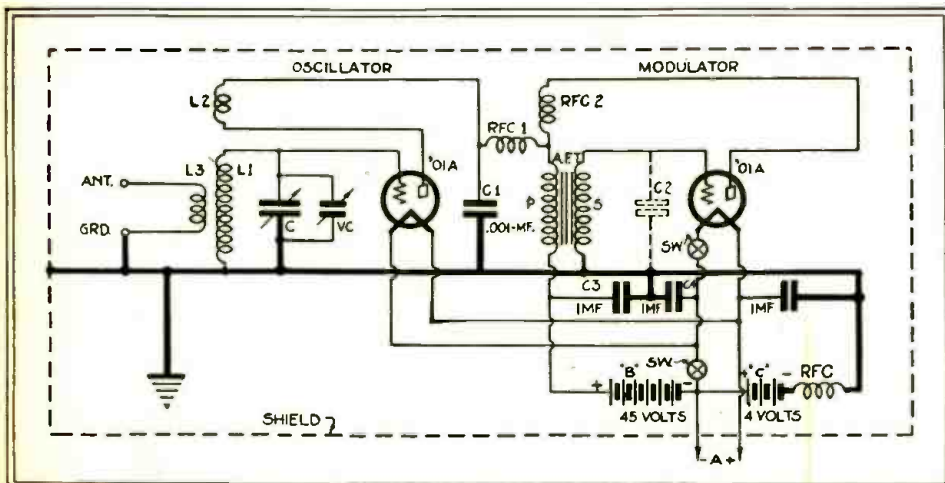 OSCILLATOR MODULATOR
L2
RFC 2
RFC 1
'01A
'01A
L3 L1
A.F.T.
ANT.
C1
C2
P S
GRD.
C VC
.001-MF.
SW
C3 C4
1MF 1MF 1MF
SW
"B" "C" RFC
+ - + -
45 VOLTS 4 VOLTS
SHIELD
-A+